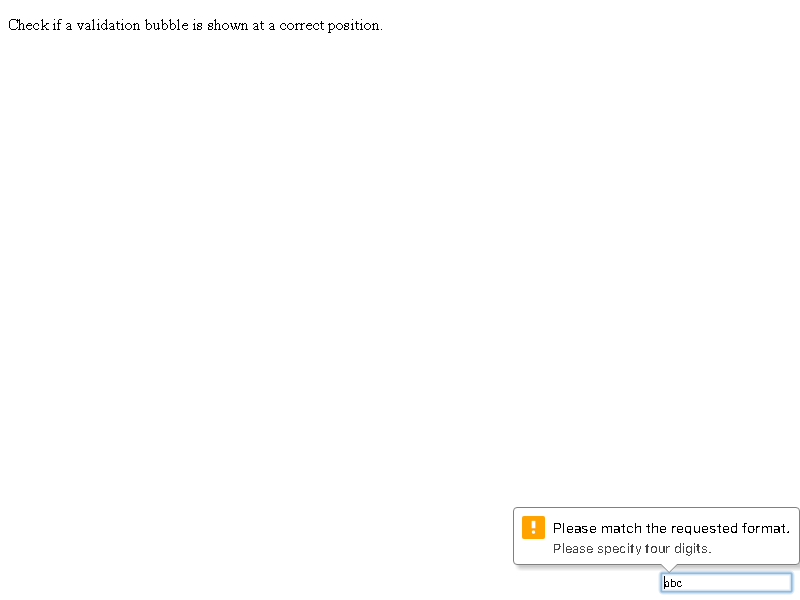 Check if a validation bubble is shown at a correct position.
Please match the requested format.
Please specify four digits.
abc